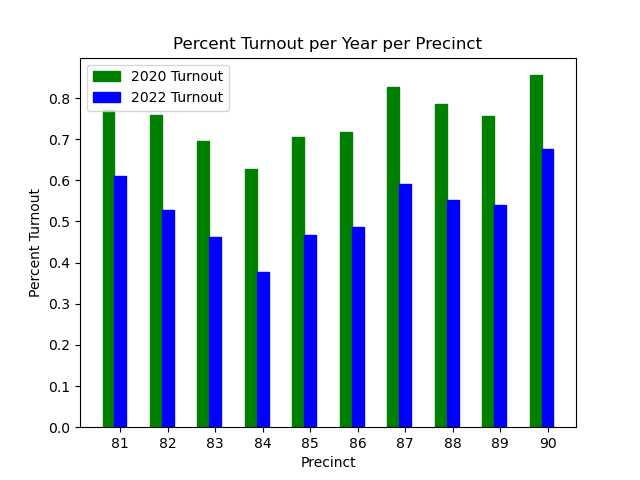 Percent Turnout per Year per Precinct
2020 Turnout
2022 Turnout
Percent Turnout
0.8
0.7
0.6
0.5
0.4
0.3
0.2
0.1
0.0
81 82 83 84 85 86 87 88 89 90
Precinct